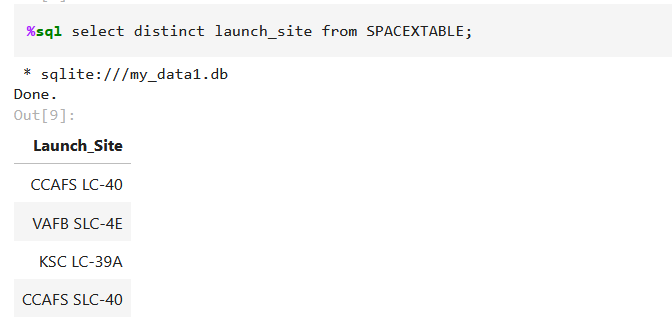 %sql select distinct launch_site from SPACEXTABLE;
* sqlite:///my_data1.db
Done.
Out[9]:
Launch_Site
CCAFS LC-40
VAFB SLC-4E
KSC LC-39A
CCAFS SLC-40